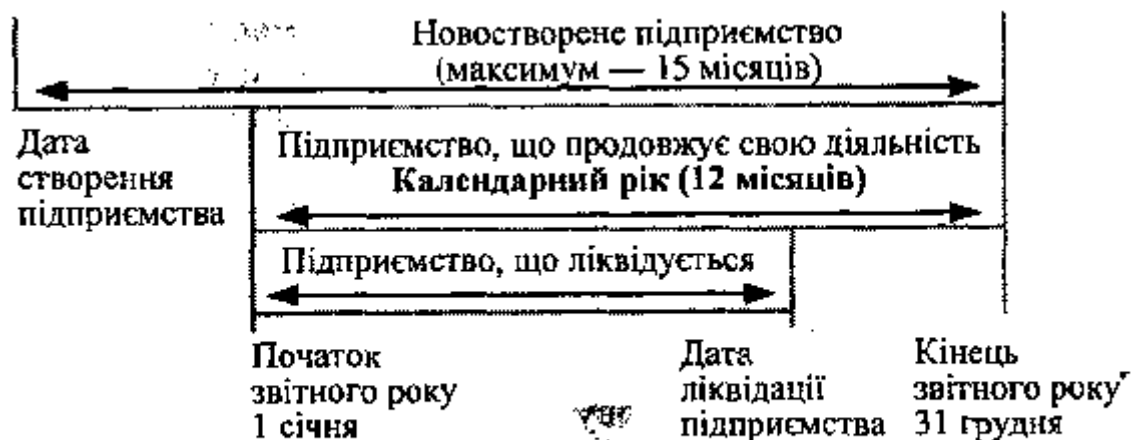 Новостворене підприємство
(максимум — 15 місяців)
Дата
створення
підприємства
Підприємство, що продовжує свою діяльність
Календарний рік (12 місяців)
Підприємство, що ліквідується
Початок
звітного року
1 січня
Дата
ліквідації
підприємства
Кінець
звітного року
31 грудня